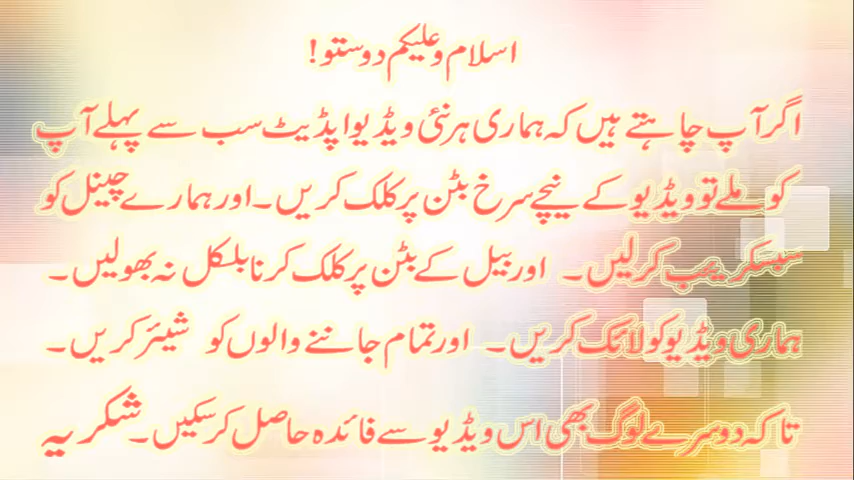 اسلام و علیکم دوستو!
اگر آپ چاہتے ہیں کہ ہماری ہر نئی ویڈیو اپڈیٹ سب سے پہلے آپ
کو ملے تو ویڈیو کے نیچے سرخ بٹن پر کلک کریں۔ اور ہمارے چینل کو
سبسکریب کر لیں۔ اور بیل کے بٹن پر کلک کرنا بلکل نہ بھولیں۔
ہماری ویڈیو کو لائک کریں۔ اور تمام جاننے والوں کو شیئر کریں۔
تاکہ دوسرے لوگ بھی اس ویڈیو سے فائدہ حاصل کر سکیں۔ شکریہ